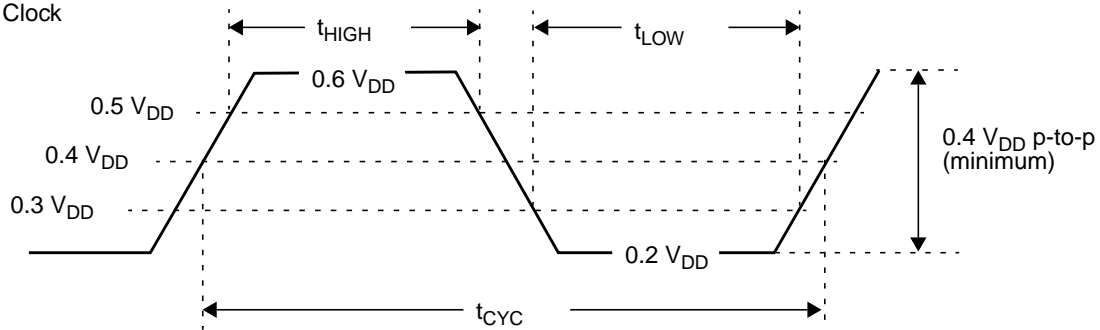 Clock
tHIGH
tLOW
0.6 VDD
0.5 VDD
0.4 VDD
0.3 VDD
0.4 VDD p-to-p
(minimum)
0.2 VDD
tCYC